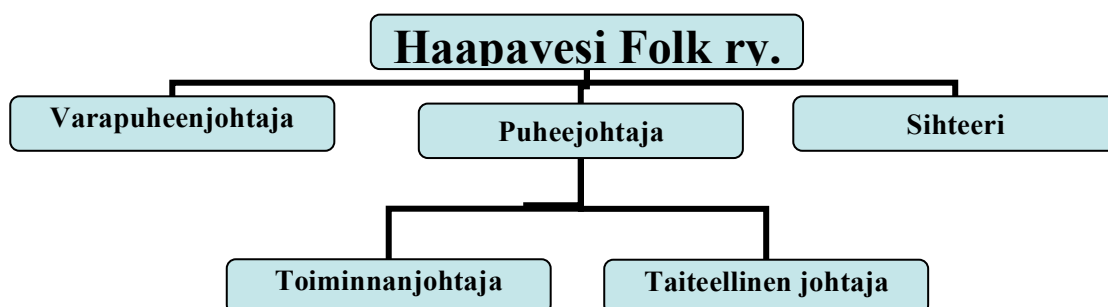 Haapavesi Folk ry.
Varapuheenjohtaja
Puheejohtaja
Sihteeri
Toiminnanjohtaja
Taiteellinen johtaja